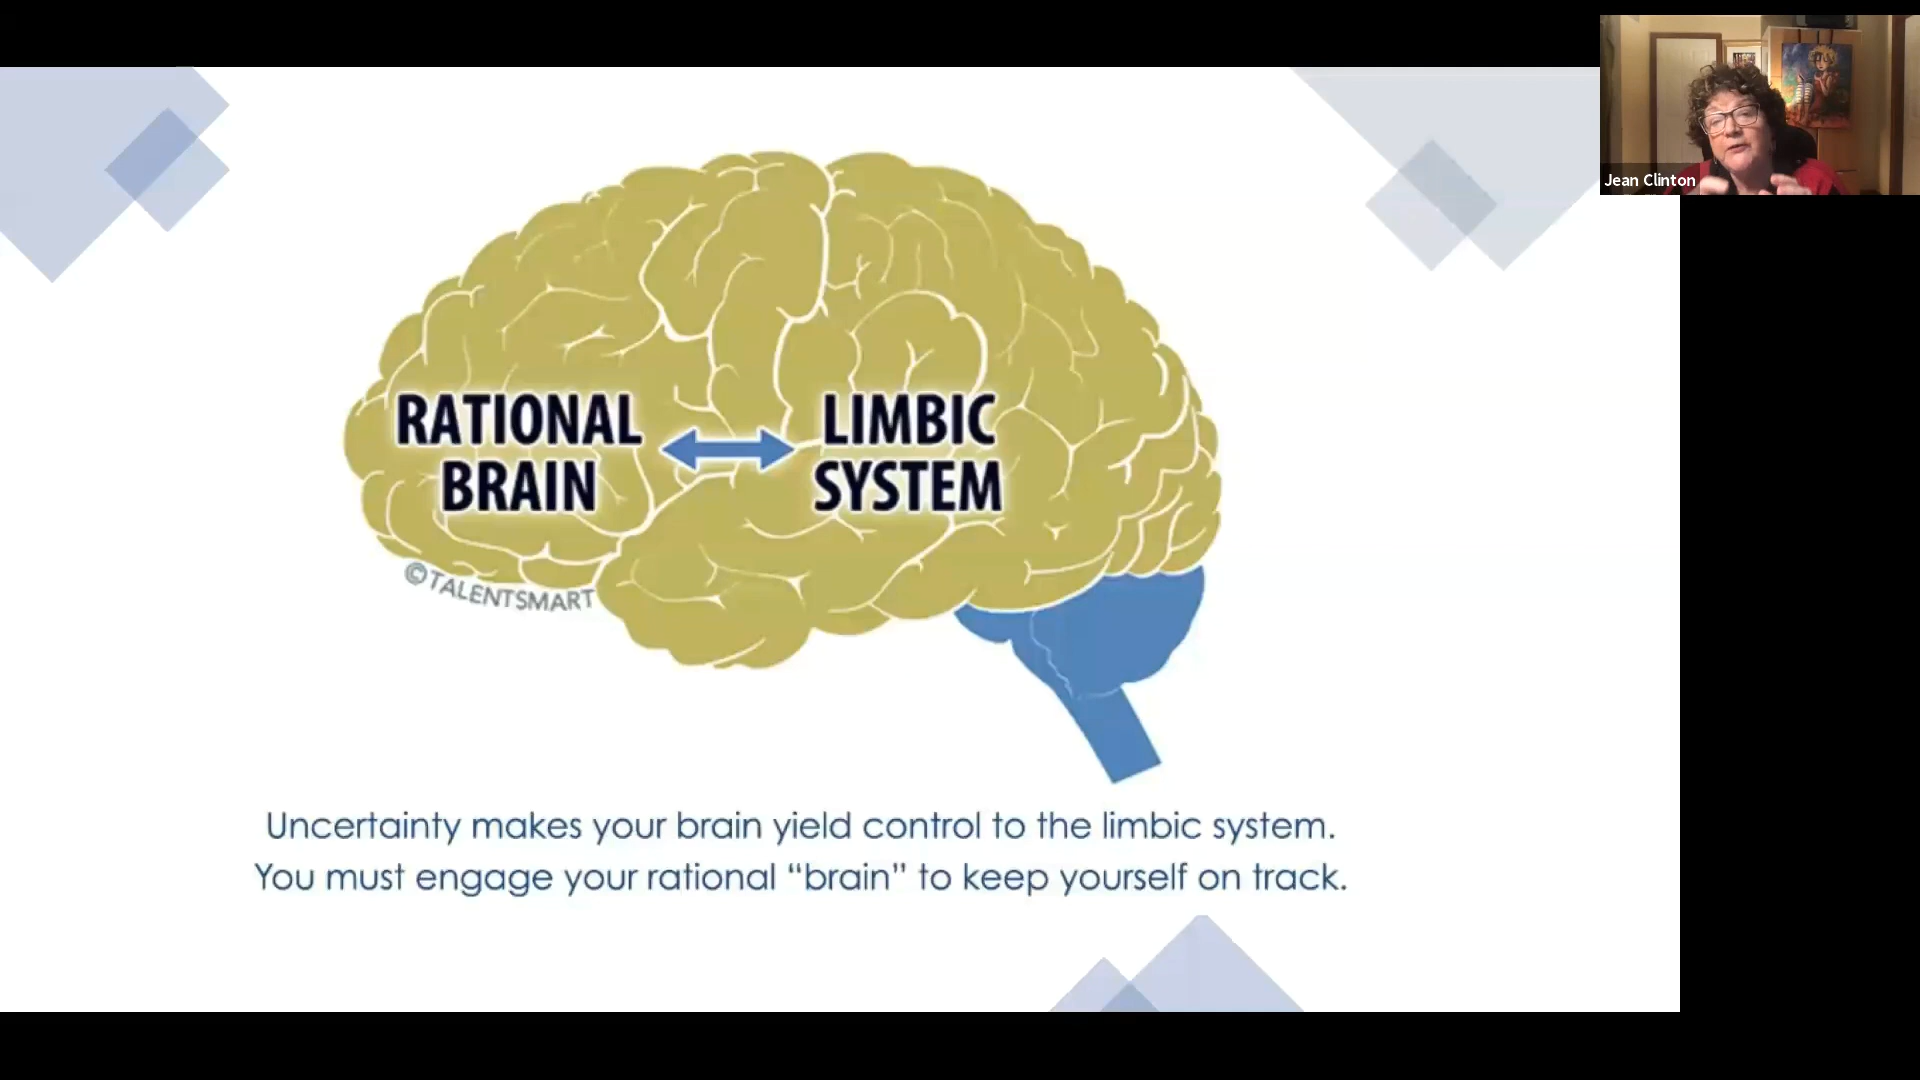 Jean Clinton
RATIONAL
BRAIN
LIMBIC
SYSTEM
©TALENTSMART
Uncertainty makes your brain yield control to the limbic system.
You must engage your rational “brain” to keep yourself on track.